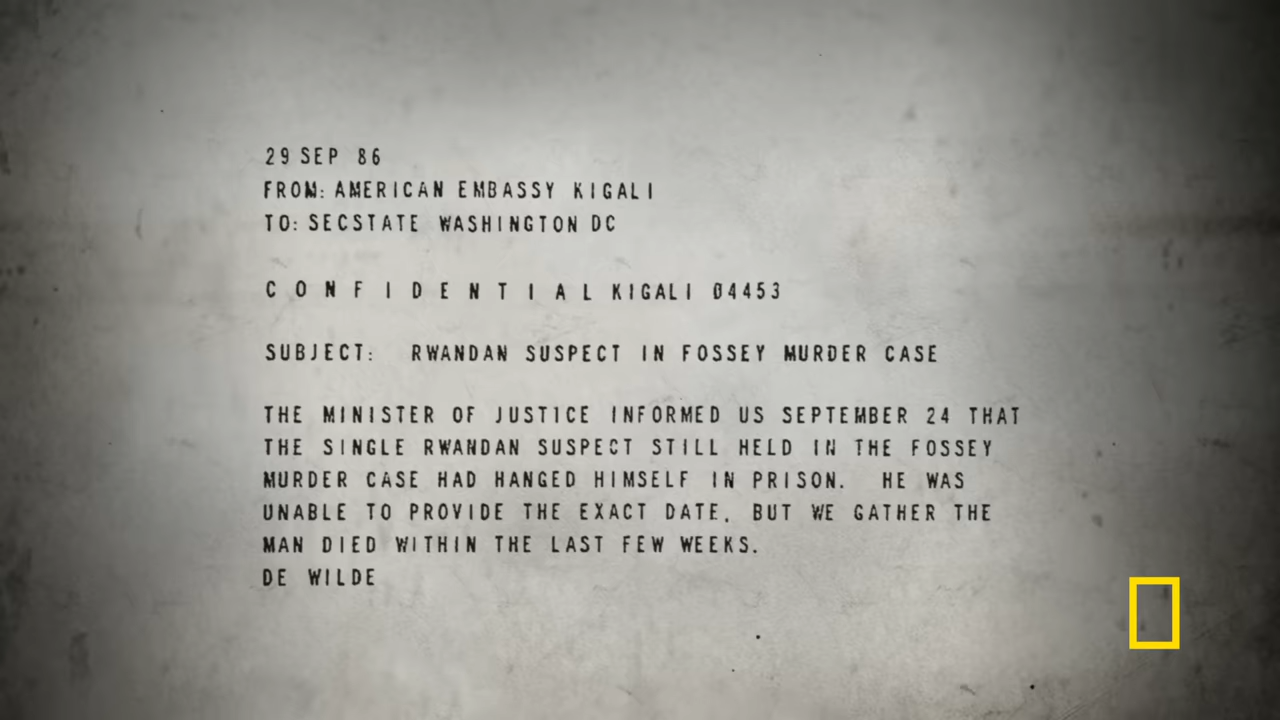 29 SEP 86
FROM: AMERICAN EMBASSY KIGALI
TO: SECSTATE WASHINGTON DC
C O N F I D E N T I A L KIGALI 04453
SUBJECT: RWANDAN SUSPECT IN FOSSEY MURDER CASE
THE MINISTER OF JUSTICE INFORMED US SEPTEMBER 24 THAT
THE SINGLE RWANDAN SUSPECT STILL HELD IN THE FOSSEY
MURDER CASE HAD HANGED HIMSELF IN PRISON. HE WAS
UNABLE TO PROVIDE THE EXACT DATE, BUT WE GATHER THE
MAN DIED WITHIN THE LAST FEW WEEKS.
DE WILDE